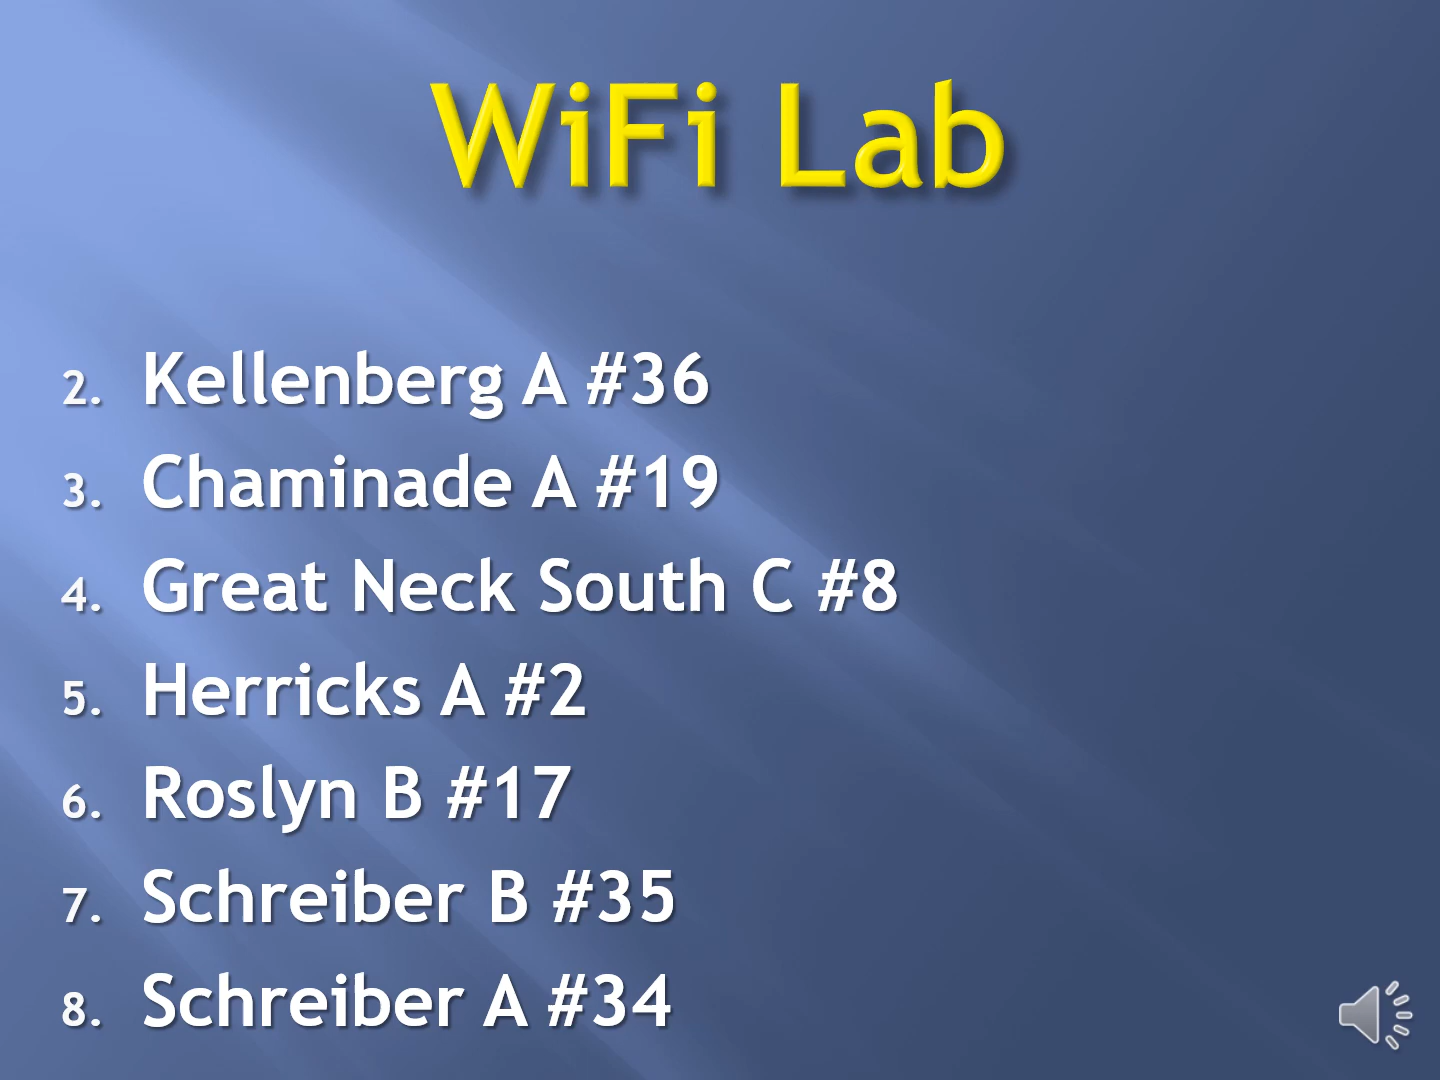 WiFi Lab
2. Kellenberg A #36
3. Chaminade A #19
4. Great Neck South C #8
5. Herricks A #2
6. Roslyn B #17
7. Schreiber B #35
8. Schreiber A #34